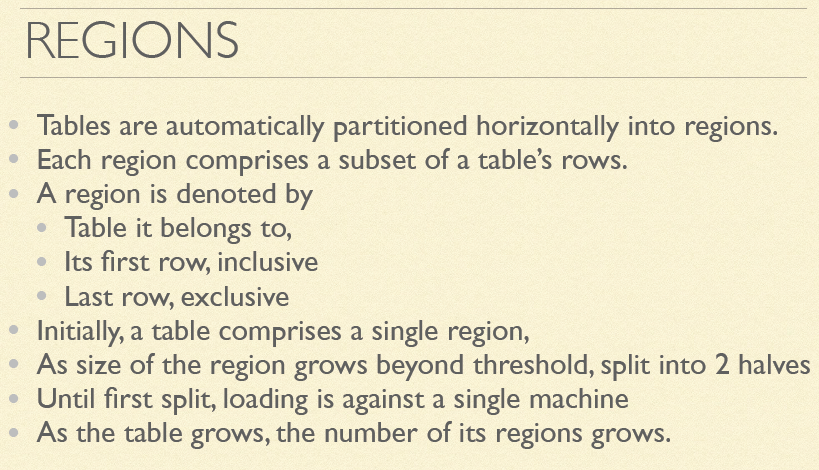 REGIONS
Tables are automatically partitioned horizontally into regions.
Each region comprises a subset of a table's rows.
A region is denoted by
Table it belongs to,
Its first row, inclusive
Last row, exclusive
Initially, a table comprises a single region,
As size of the region grows beyond threshold, split into 2 halves
Until first split, loading is against a single machine
As the table grows, the number of its regions grows.